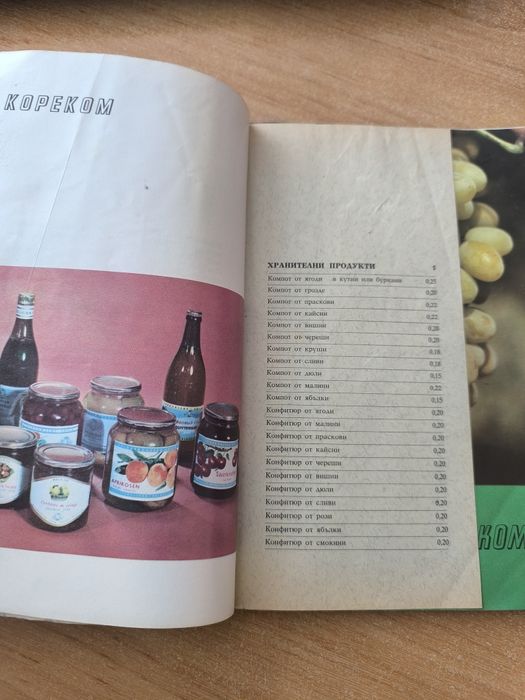 КОРЕКОМ
APRIKOSEN
ХРАНИТЕЛНИ ПРОДУКТИ $
Компот от ягоди в кутии или буркани 0,25
Компот от грозде 0,20
Компот от праскови 0,22
Компот от кайсии 0,22
Компот от вишни 0,20
Компот от череши 0,20
Компот от круши 0,18
Компот от сливи 0,18
Компот от дюли 0,15
Компот от малини 0,22
Компот от ябълки 0,15
Конфитюр от ягоди 0,20
Конфитюр от малини 0,20
Конфитюр от праскови 0,20
Конфитюр от кайсии 0,20
Конфитюр от череши 0,20
Конфитюр от вишни 0,20
Конфитюр от дюли 0,20
Конфитюр от сливи 0,20
Конфитюр от рози 0,20
Конфитюр от ябълки 0,20
Конфитюр от смокини 0,20
КОМ